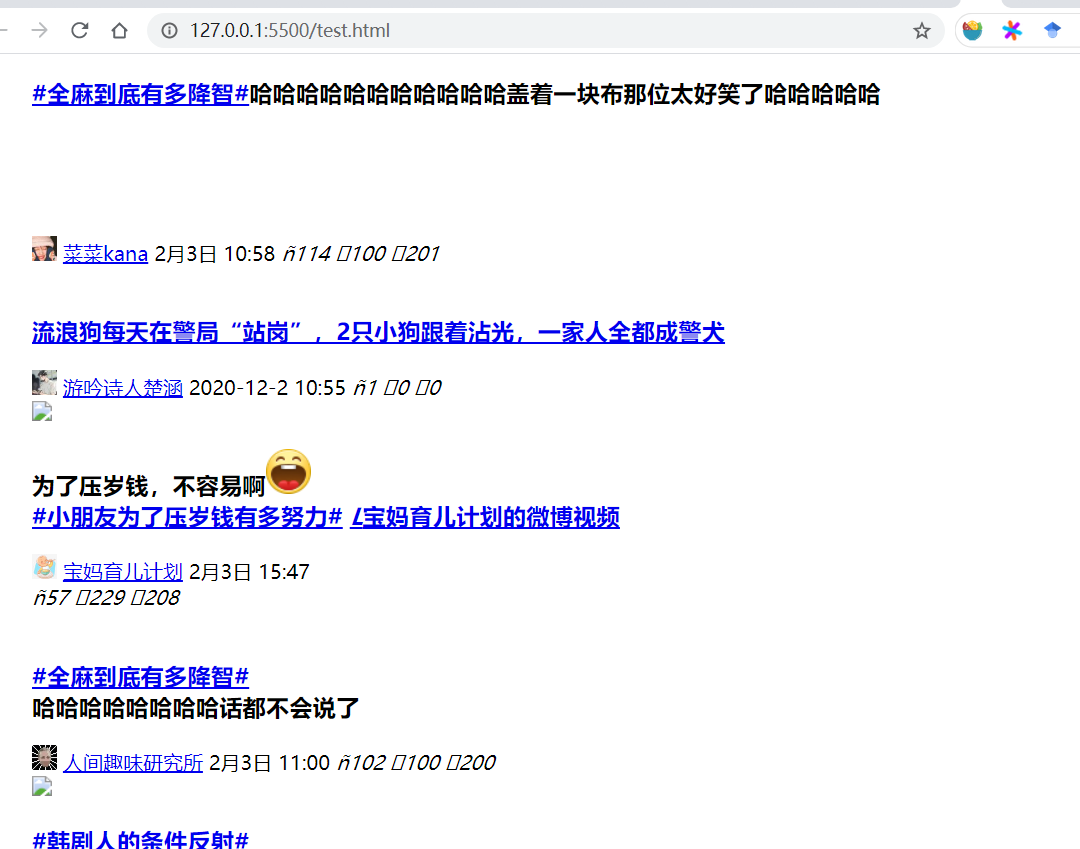 127.0.0.1:5500/test.html
#全麻到底有多降智#哈哈哈哈哈哈哈哈哈哈哈盖着一块布那位太好笑了哈哈哈哈哈
菜菜kana 2月3日 10:58 ñ114 100 201
流浪狗每天在警局“站岗”，2只小狗跟着沾光，一家人全都成警犬
游吟诗人楚涵 2020-12-2 10:55 ñ1 0 0
为了压岁钱，不容易啊
#小朋友为了压岁钱有多努力# L宝妈育儿计划的微博视频
宝妈育儿计划 2月3日 15:47
ñ57 229 208
#全麻到底有多降智#
哈哈哈哈哈哈哈哈话都不会说了
人间趣味研究所 2月3日 11:00 ñ102 100 200
#韩剧人的条件反射#